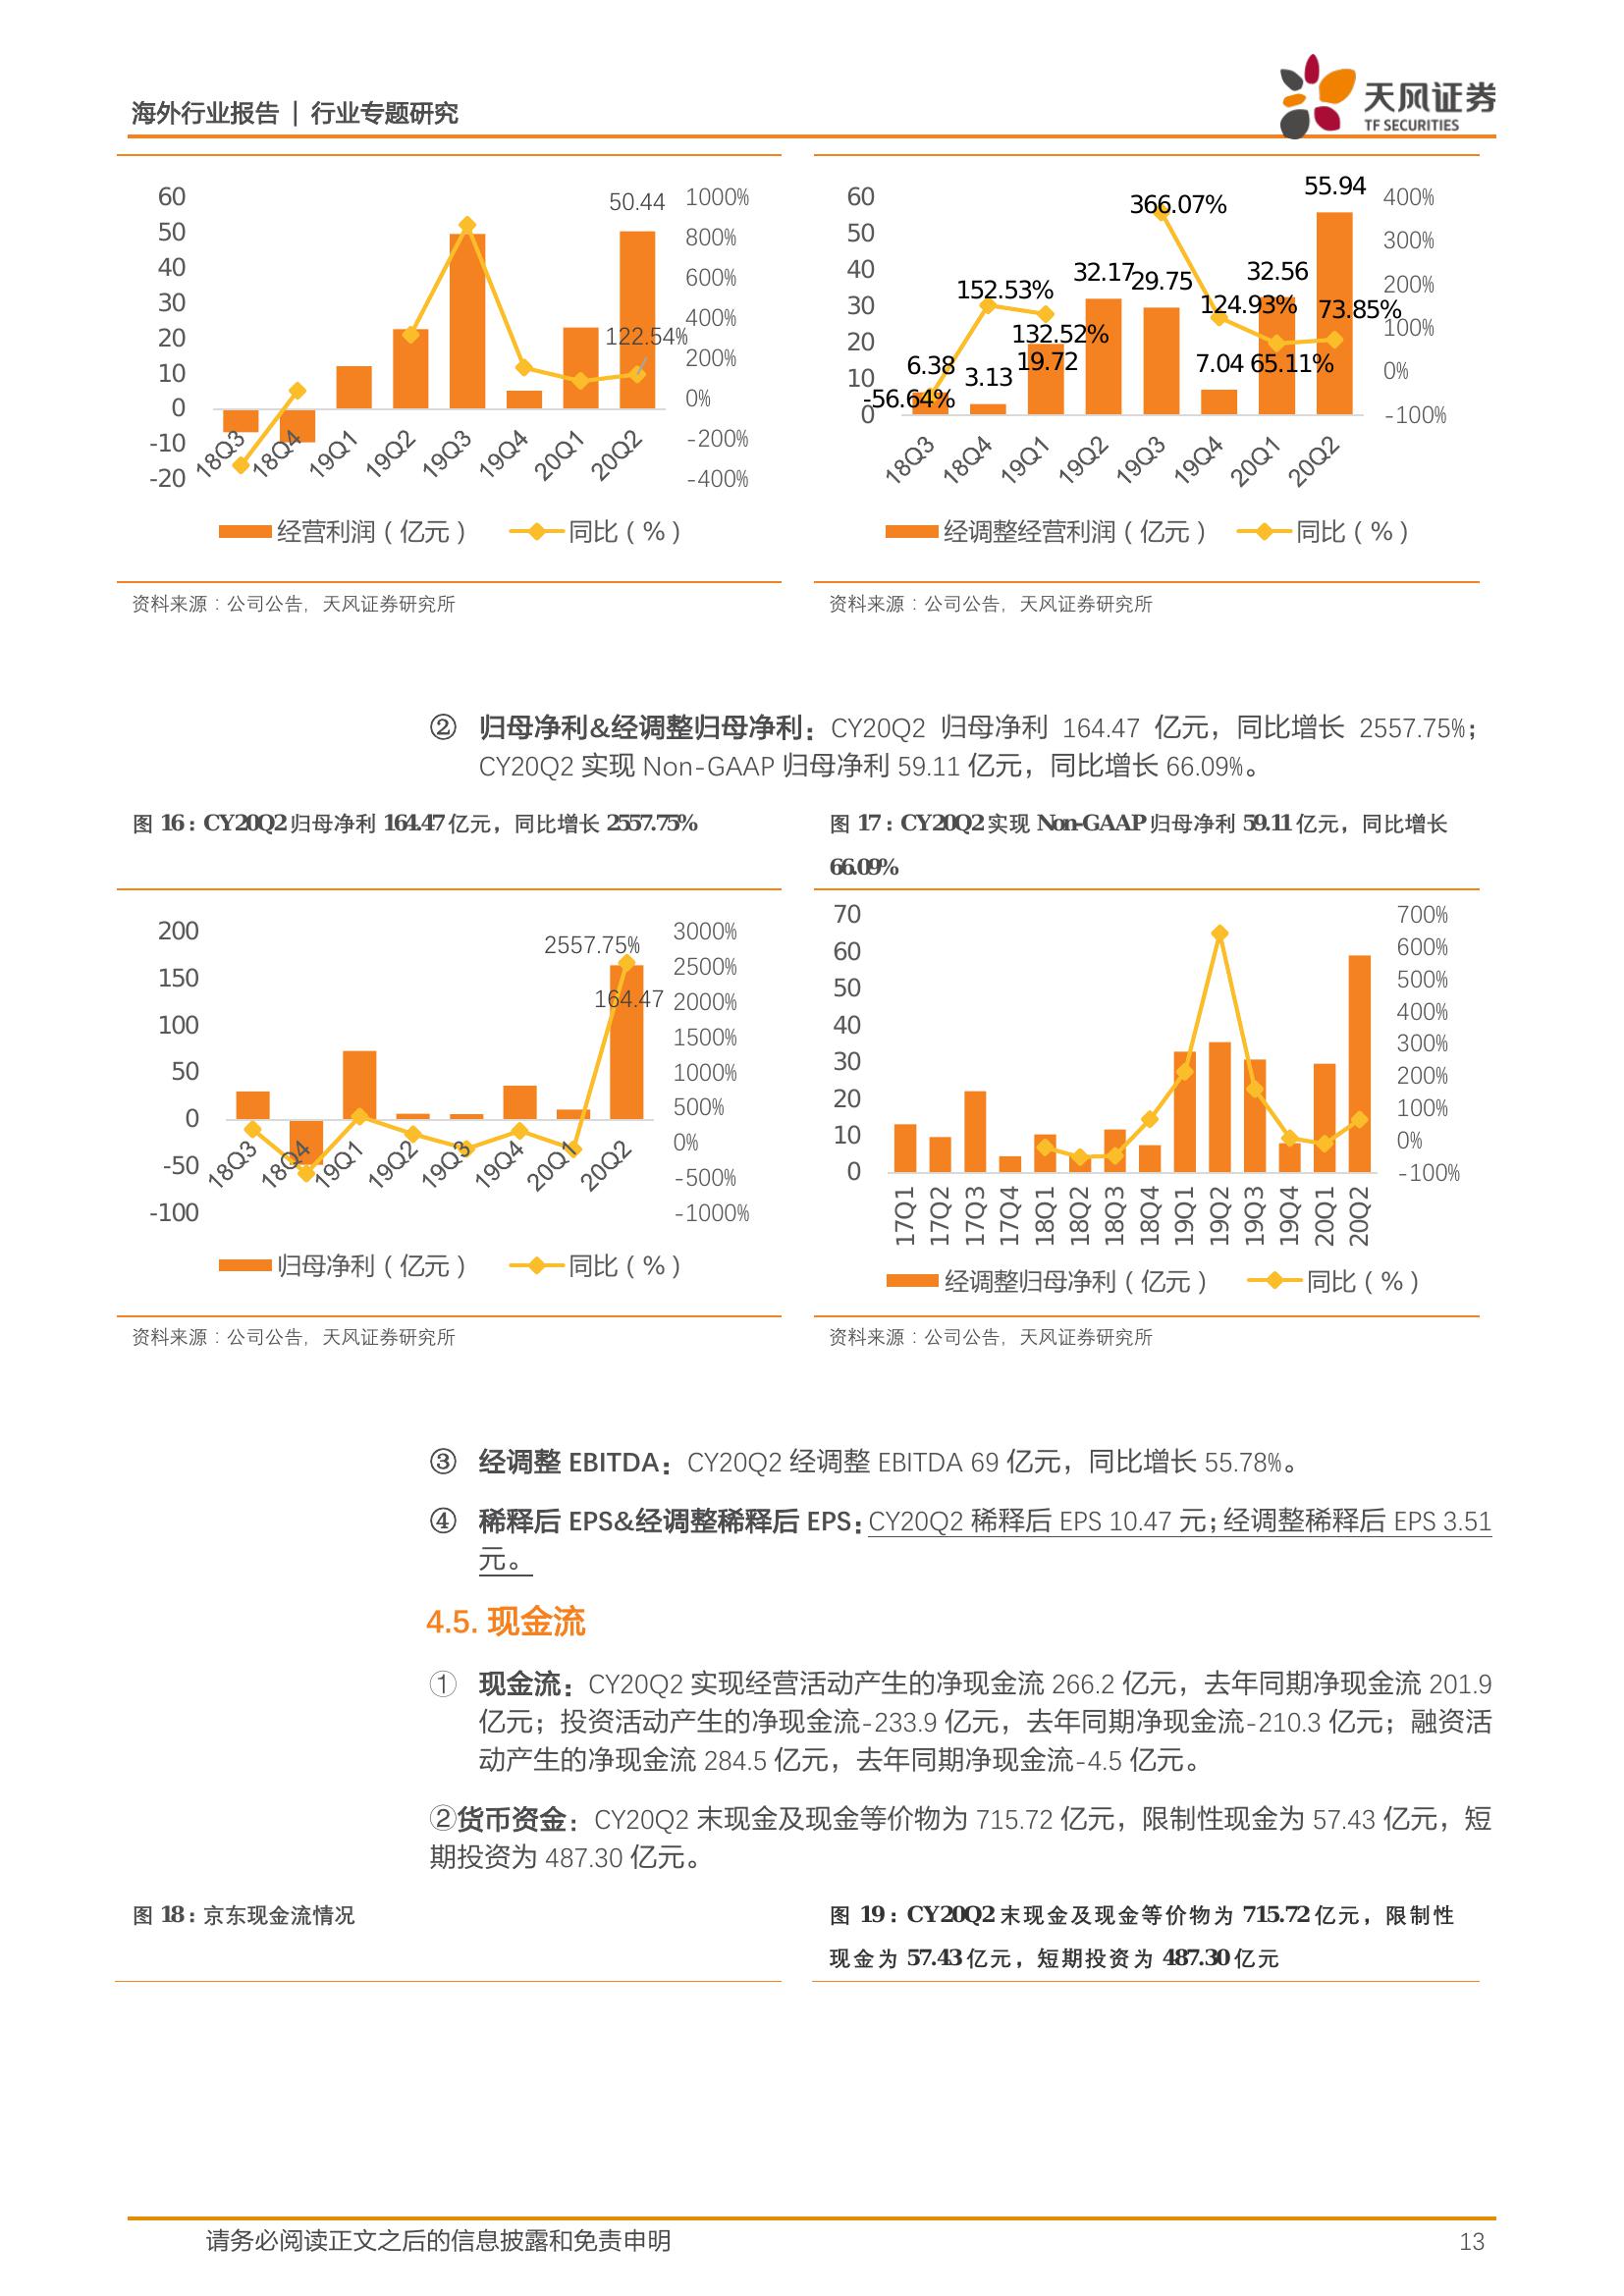 海外行业报告 | 行业专题研究
天风证券
TF SECURITIES
60
50
40
30
20
10
0
-10
-20
50.44
122.54%
1000%
800%
600%
400%
200%
0%
-200%
-400%
18Q3 18Q4 19Q1 19Q2 19Q3 19Q4 20Q1 20Q2
经营利润（亿元） 同比（%）
60
50
40
30
20
10
0
6.38
-56.64%
152.53%
3.13
132.52%
19.72
32.17
366.07%
29.75
124.93%
7.04
32.56
65.11%
55.94
73.85%
400%
300%
200%
100%
0%
-100%
18Q3 18Q4 19Q1 19Q2 19Q3 19Q4 20Q1 20Q2
经调整经营利润（亿元） 同比（%）
资料来源：公司公告，天风证券研究所
资料来源：公司公告，天风证券研究所
② 归母净利&经调整归母净利：CY20Q2 归母净利 164.47 亿元，同比增长 2557.75%；
CY20Q2 实现 Non-GAAP 归母净利 59.11 亿元，同比增长 66.09%。
图 16：CY20Q2 归母净利 164.47 亿元，同比增长 2557.75%
图 17：CY20Q2 实现 Non-GAAP 归母净利 59.11 亿元，同比增长
66.09%
200
150
100
50
0
-50
-100
2557.75%
164.47
3000%
2500%
2000%
1500%
1000%
500%
0%
-500%
-1000%
18Q3 18Q4 19Q1 19Q2 19Q3 19Q4 20Q1 20Q2
归母净利（亿元） 同比（%）
70
60
50
40
30
20
10
0
700%
600%
500%
400%
300%
200%
100%
0%
-100%
17Q1 17Q2 17Q3 17Q4 18Q1 18Q2 18Q3 18Q4 19Q1 19Q2 19Q3 19Q4 20Q1 20Q2
经调整归母净利（亿元） 同比（%）
资料来源：公司公告，天风证券研究所
资料来源：公司公告，天风证券研究所
③ 经调整 EBITDA：CY20Q2 经调整 EBITDA 69 亿元，同比增长 55.78%。
④ 稀释后 EPS&经调整稀释后 EPS：CY20Q2 稀释后 EPS 10.47 元；经调整稀释后 EPS 3.51
元。
4.5. 现金流
① 现金流：CY20Q2 实现经营活动产生的净现金流 266.2 亿元，去年同期净现金流 201.9
亿元；投资活动产生的净现金流-233.9 亿元，去年同期净现金流-210.3 亿元；融资活
动产生的净现金流 284.5 亿元，去年同期净现金流-4.5 亿元。
②货币资金：CY20Q2 末现金及现金等价物为 715.72 亿元，限制性现金为 57.43 亿元，短
期投资为 487.30 亿元。
图 18：京东现金流情况
图 19：CY20Q2 末现金及现金等价物为 715.72 亿元，限制性
现金为 57.43 亿元，短期投资为 487.30 亿元
请务必阅读正文之后的信息披露和免责申明
13